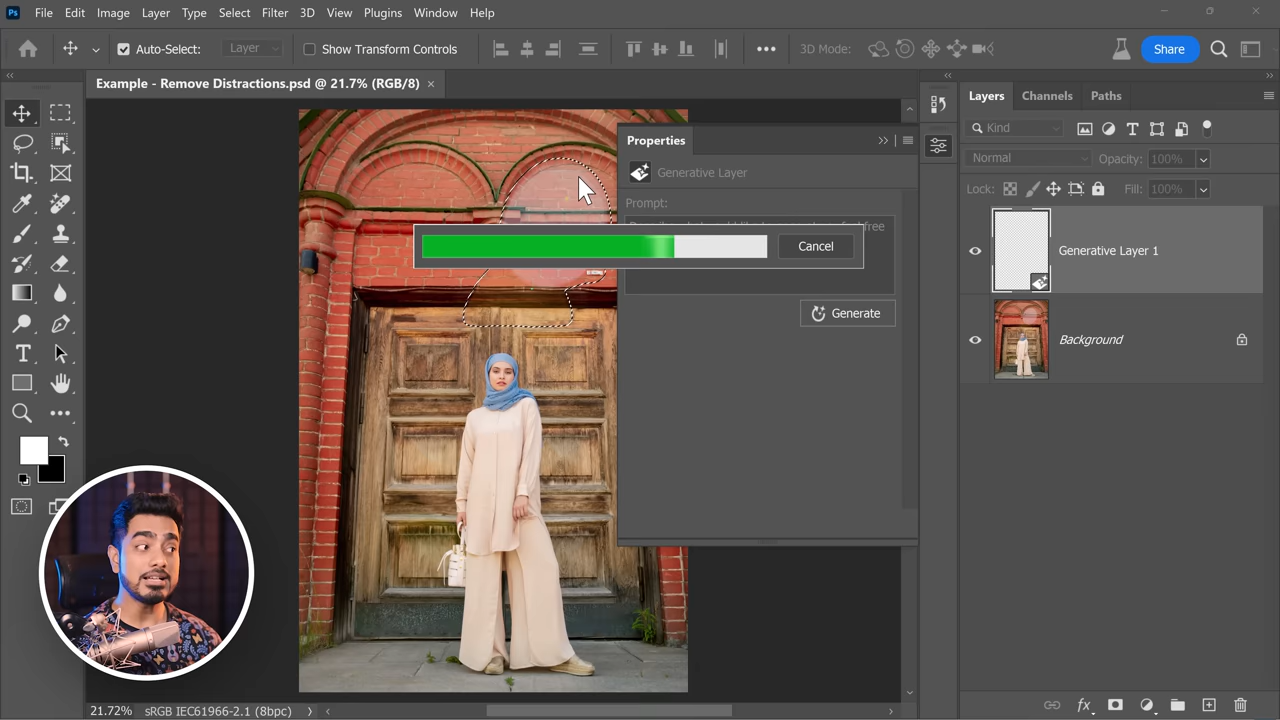 Ps File Edit Image Layer Type Select Filter 3D View Plugins Window Help
Auto-Select: Layer Show Transform Controls 3D Mode: Share
Example - Remove Distractions.psd @ 21.7% (RGB/8) ×
Layers Channels Paths
Kind
Normal Opacity: 100%
Lock: Fill: 100%
Generative Layer 1
Background
Properties
Generative Layer
Prompt:
free
Cancel
Generate
21.72% sRGB IEC61966-2.1 (8bpc)
fx